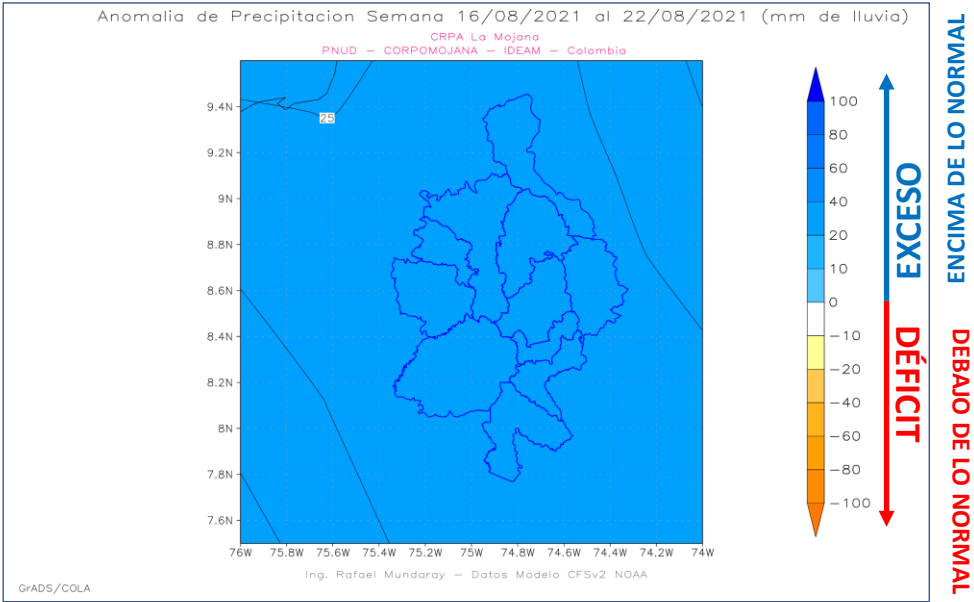 Anomalia de Precipitacion Semana 16/08/2021 al 22/08/2021 (mm de lluvia)
CRPA La Mojana
PNUD – CORPOMOJANA – IDEAM – Colombia
25
9.4N
9.2N
9N
8.8N
8.6N
8.4N
8.2N
8N
7.8N
7.6N
76W
75.8W
75.6W
75.4W
75.2W
75W
74.8W
74.6W
74.4W
74.2W
74W
100
80
60
40
20
10
0
−10
−20
−40
−60
−80
−100
EXCESO
DÉFICIT
ENCIMA DE LO NORMAL
DEBAJO DE LO NORMAL
Ing. Rafael Mundaray – Datos Modelo CFSv2 NOAA
GrADS/COLA